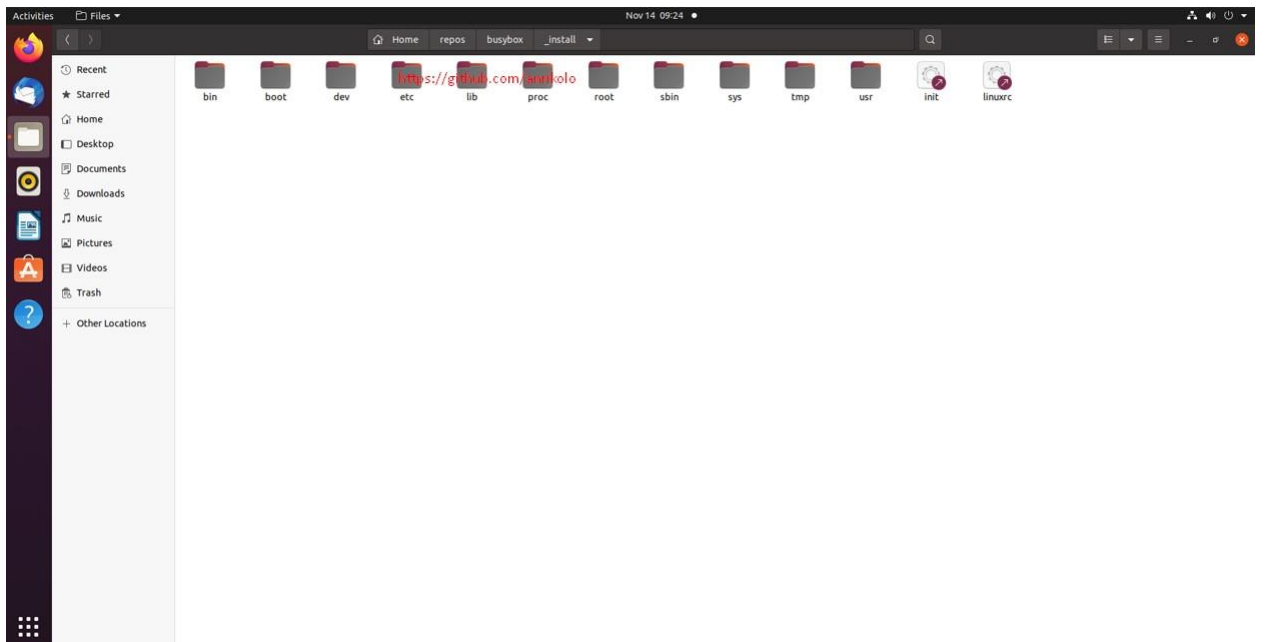 Activities Files Nov 14 09:24
Home repos busybox _install
Recent
Starred
Home
Desktop
Documents
Downloads
Music
Pictures
Videos
Trash
Other Locations
https://github.com/annkolo
bin boot dev etc lib proc root sbin sys tmp usr init linuxrc